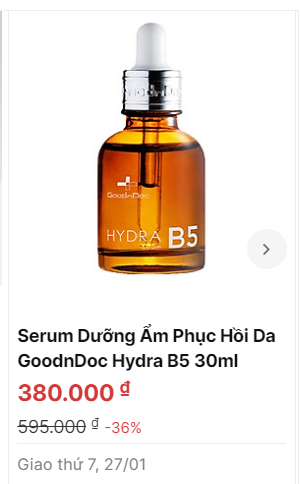 GoodnDoc
HYDRA B5
Serum Dưỡng Ẩm Phục Hồi Da
GoodnDoc Hydra B5 30ml
380.000 ₫
595.000 ₫ -36%
Giao thứ 7, 27/01